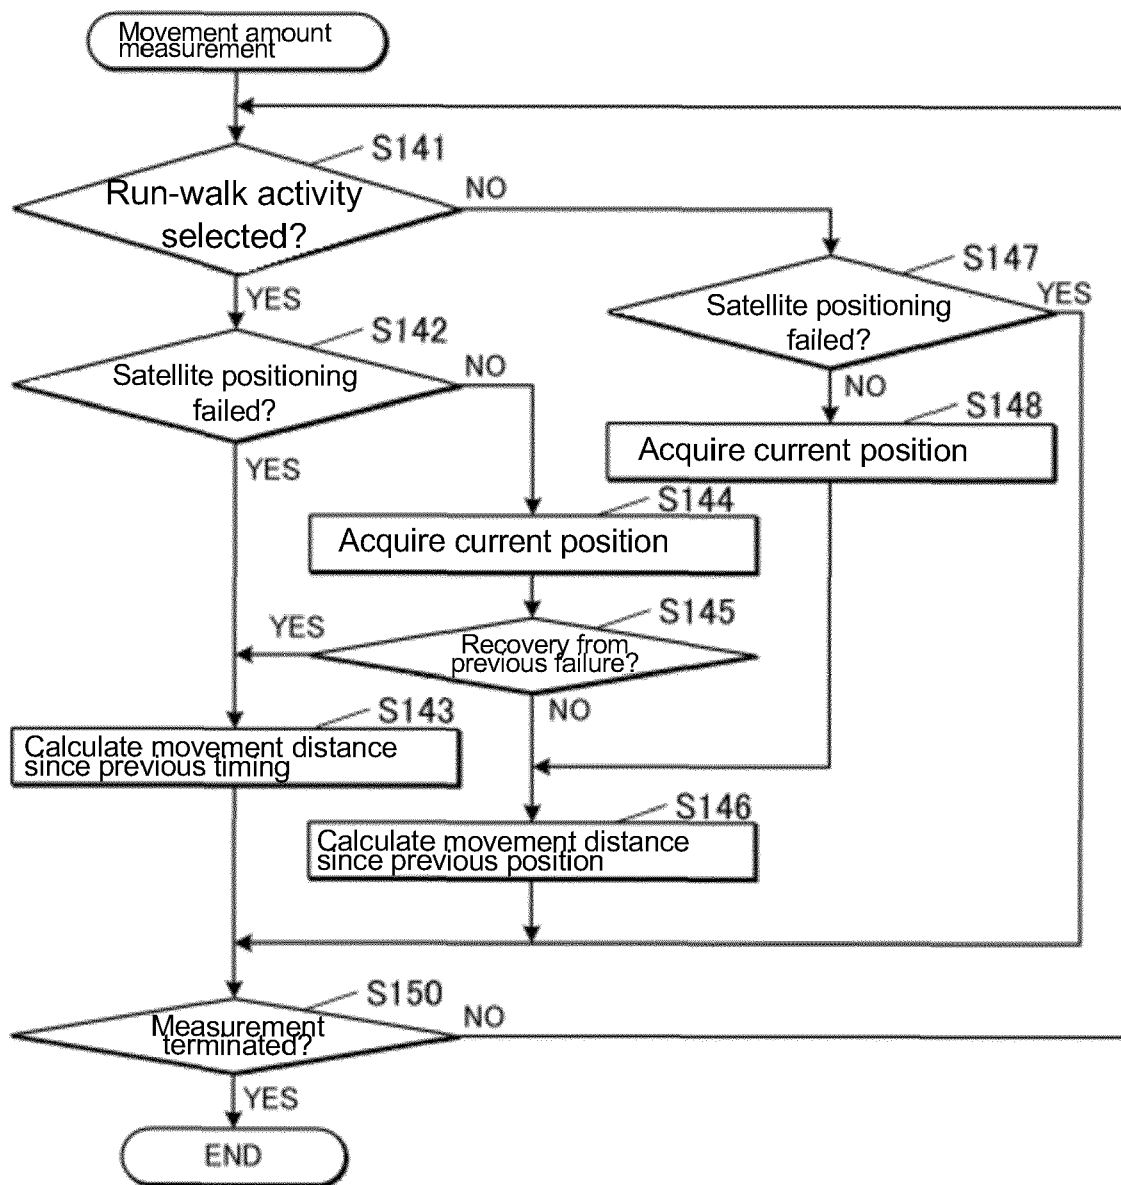 Movement amount
measurement
S141
Run-walk activity
selected?
NO
YES
S147
Satellite positioning
failed?
YES
NO
S142
Satellite positioning
failed?
NO
YES
S148
Acquire current position
S144
Acquire current position
S145
Recovery from
previous failure?
YES
NO
S143
Calculate movement distance
since previous timing
S146
Calculate movement distance
since previous position
S150
Measurement
terminated?
NO
YES
END